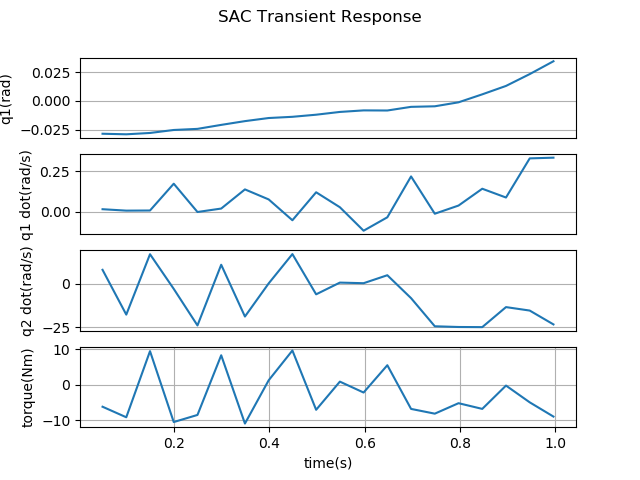 SAC Transient Response
q1(rad)
0.025
0.000
−0.025
q1 dot(rad/s)
0.25
0.00
q2 dot(rad/s)
0
−25
torque(Nm)
10
0
−10
0.2 0.4 0.6 0.8 1.0
time(s)